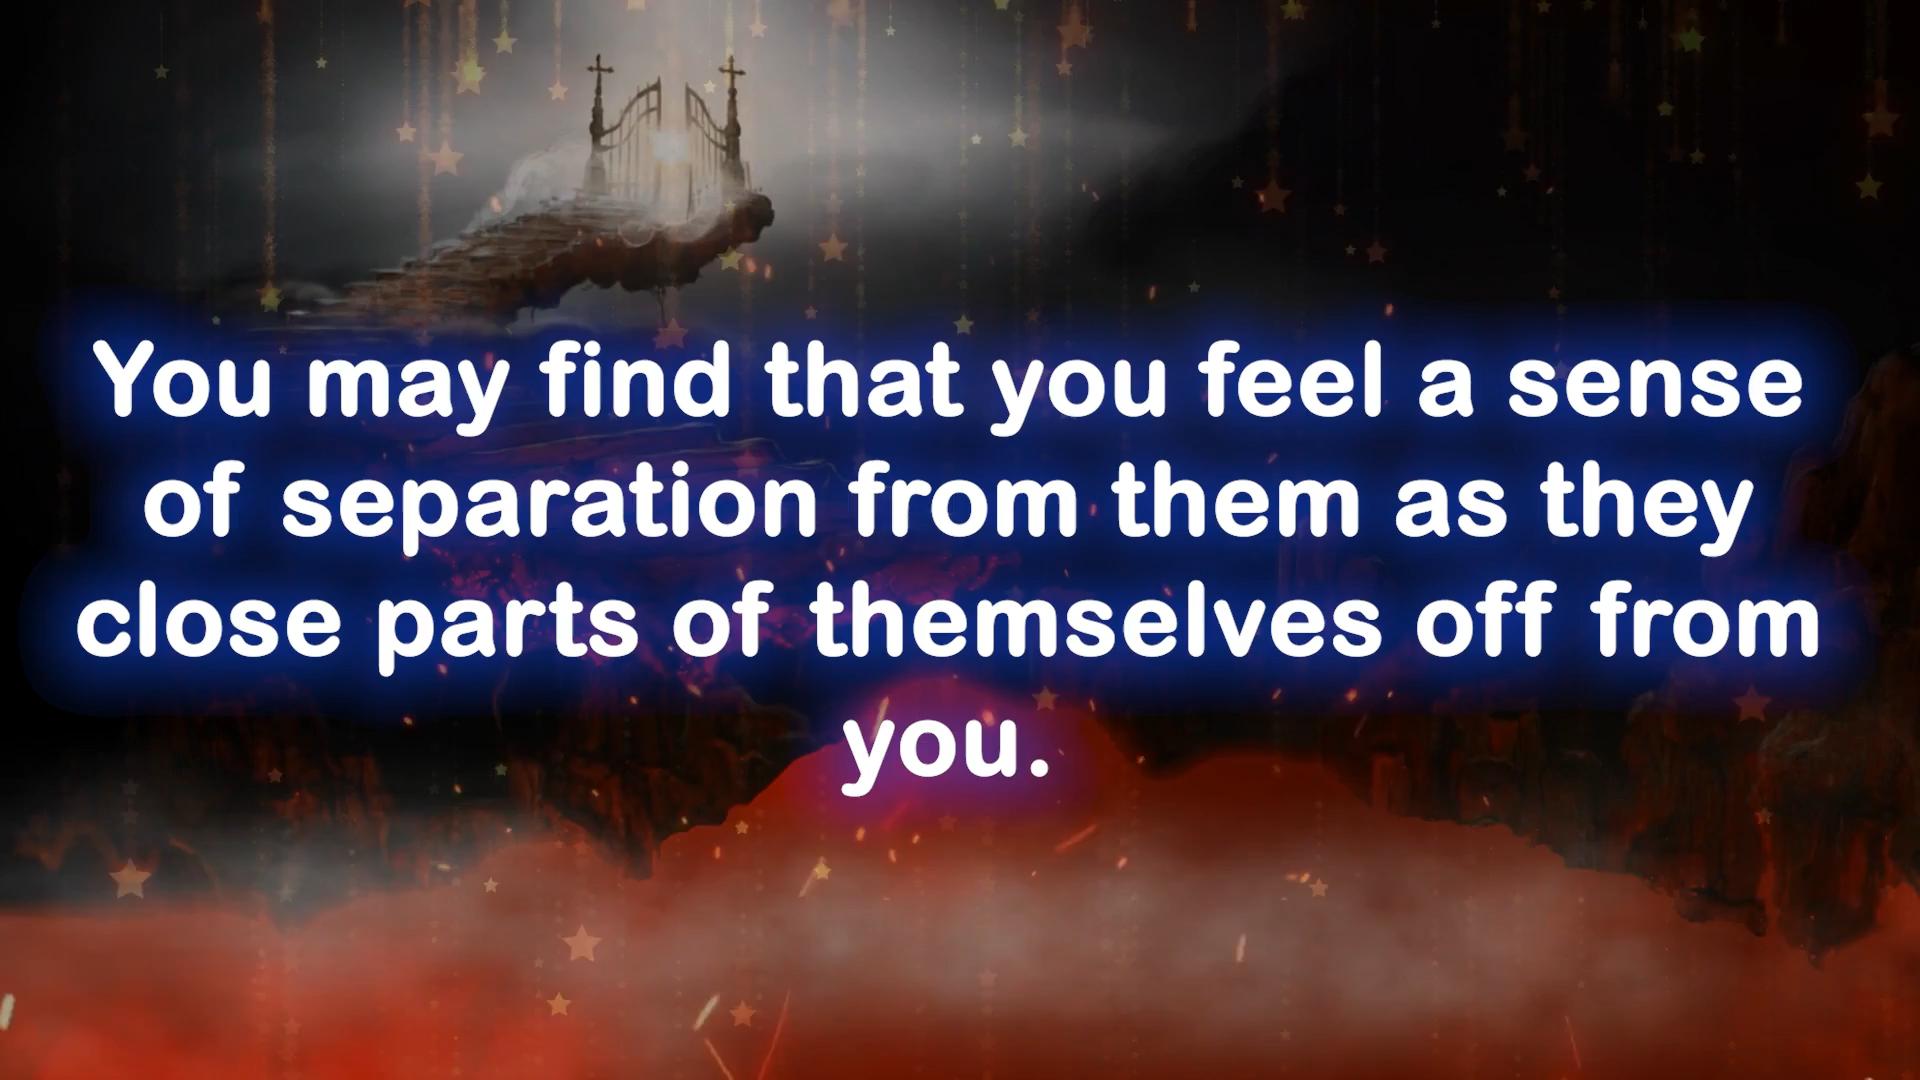 You may find that you feel a sense
of separation from them as they
close parts of themselves off from
you.